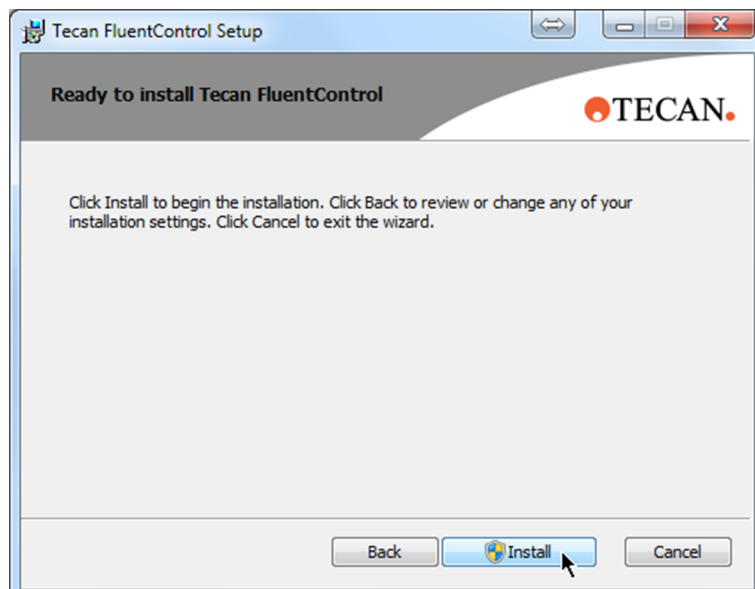 Tecan FluentControl Setup
Ready to install Tecan FluentControl
TECAN.
Click Install to begin the installation. Click Back to review or change any of your
installation settings. Click Cancel to exit the wizard.
Back
Install
Cancel